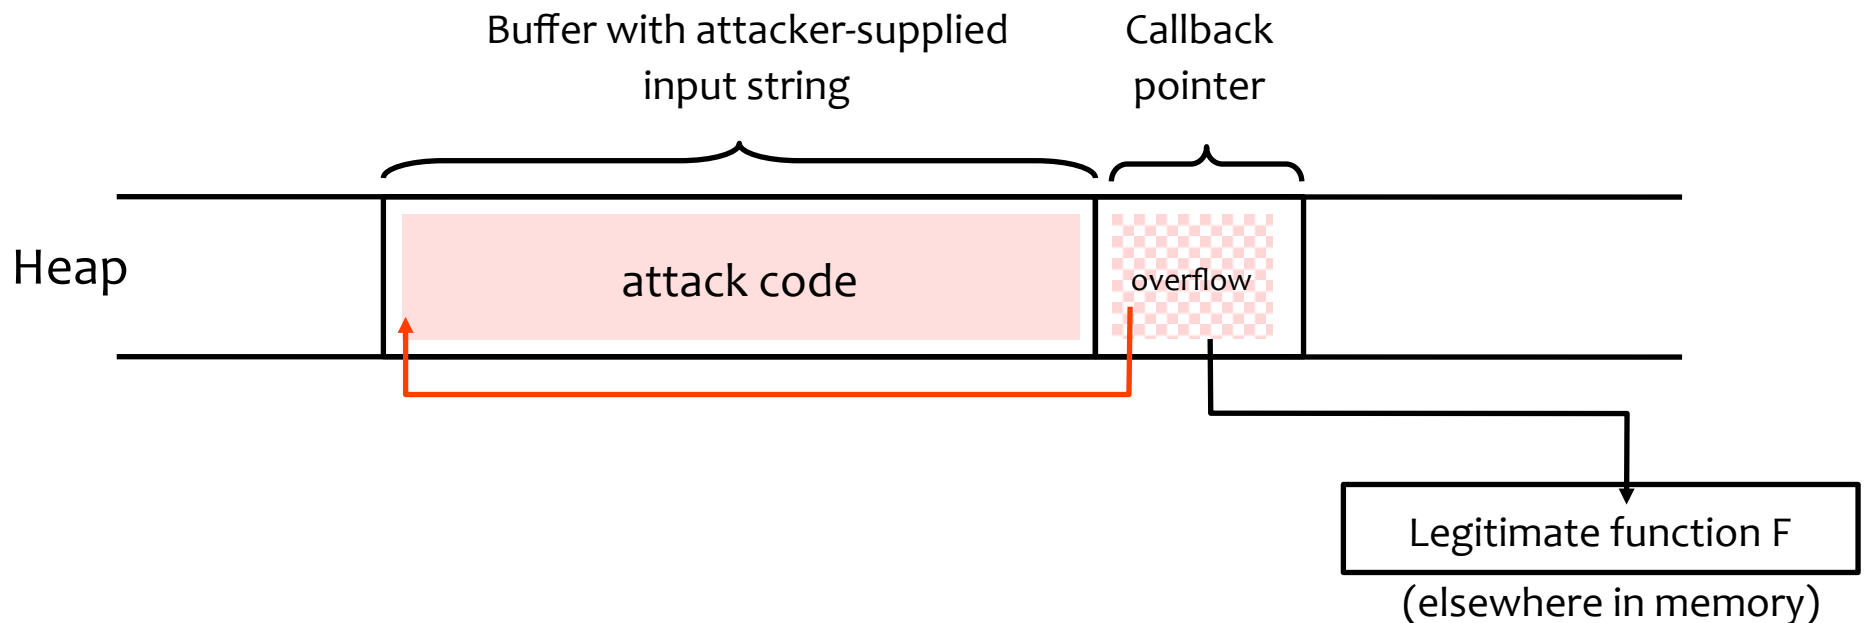 Buffer with attacker-supplied
input string
Callback
pointer
Heap
attack code
overflow
Legitimate function F
(elsewhere in memory)